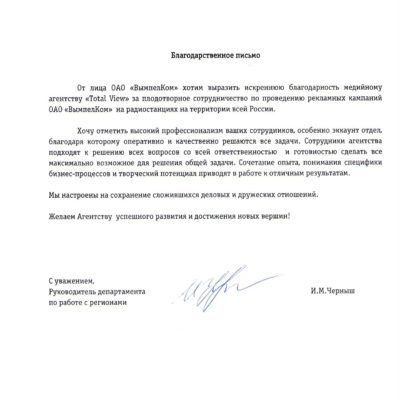 Благодарственное письмо
От лица ОАО «ВымпелКом» хотим выразить искреннюю благодарность медийному
агентству «Total View» за плодотворное сотрудничество по проведению рекламных кампаний
ОАО «ВымпелКом» на радиостанциях на территории всей России.
Хочу отметить высокий профессионализм ваших сотрудников, особенно эккаунт отдел,
благодаря которому оперативно и качественно решаются все задачи. Сотрудники агентства
подходят к решению всех вопросов со всей ответственностью и готовностью сделать все
максимально возможное для решения общей задачи. Сочетание опыта, понимания специфики
бизнес-процессов и творческий потенциал приводят в работе к отличным результатам.
Мы настроены на сохранение сложившихся деловых и дружеских отношений.
Желаем Агентству успешного развития и достижения новых вершин!
С уважением,
Руководитель департамента
по работе с регионами
И.М.Черныш